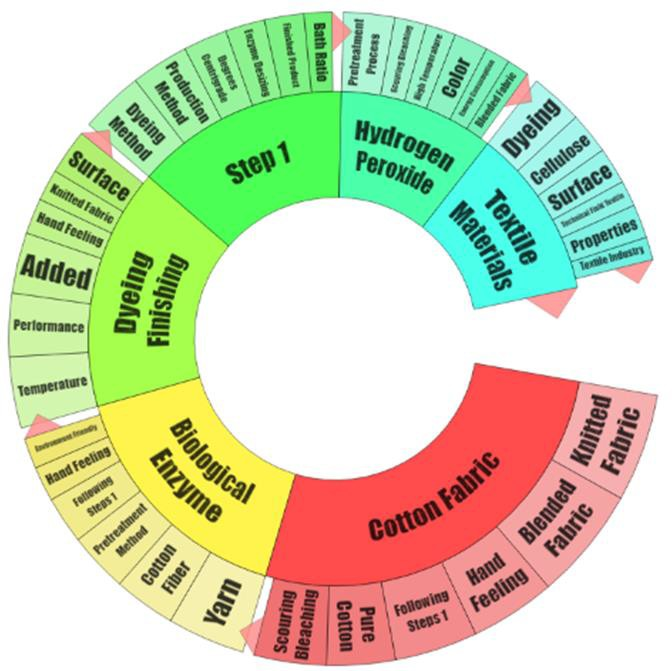 Step 1
Dyeing
Method
Production
Method
Degrees
Centigrade
Enzyme Desizing
Finished Product
Bath Ratio
Hydrogen
Peroxide
Pretreatment
Process
Scouring Bleaching
High Temperature
Color
Energy Consumption
Blended Fabric
Textile
Materials
Dyeing
Cellulose
Surface
Technical Field Textile
Properties
Textile Industry
Cotton Fabric
Knitted
Fabric
Blended
Fabric
Hand
Feeling
Following
Steps 1
Pure
Cotton
Scouring
Bleaching
Biological
Enzyme
Yarn
Cotton
Fiber
Pretreatment
Method
Following
Steps 1
Hand Feeling
Environment Friendly
Dyeing
Finishing
Temperature
Performance
Added
Hand Feeling
Knitted Fabric
Surface